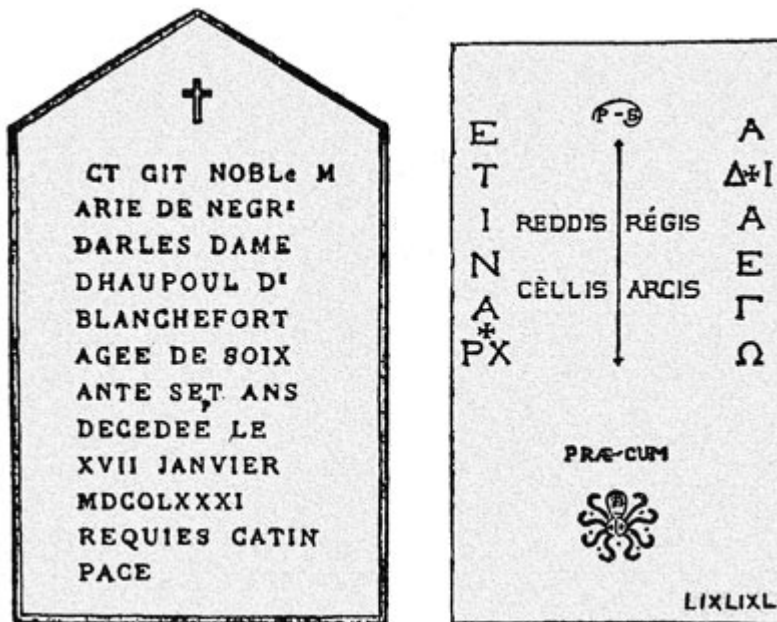 CT GIT NOBLe M
ARIE DE NEGRᴱ
DARLES DAME
DHAUPOUL Dᴱ
BLANCHEFORT
AGEE DE SOIX
ANTE SEpT ANS
DECEDEE LE
XVII JANVIER
MDCOLXXXI
REQUIES CATIN
PACE
P-S
E
T
I
N
A
✠
PX
REDDIS RÉGIS
CÈLLIS ARCIS
A
Δ✠I
A
E
Γ
Ω
PRÆ-CUM
LIXLIXL